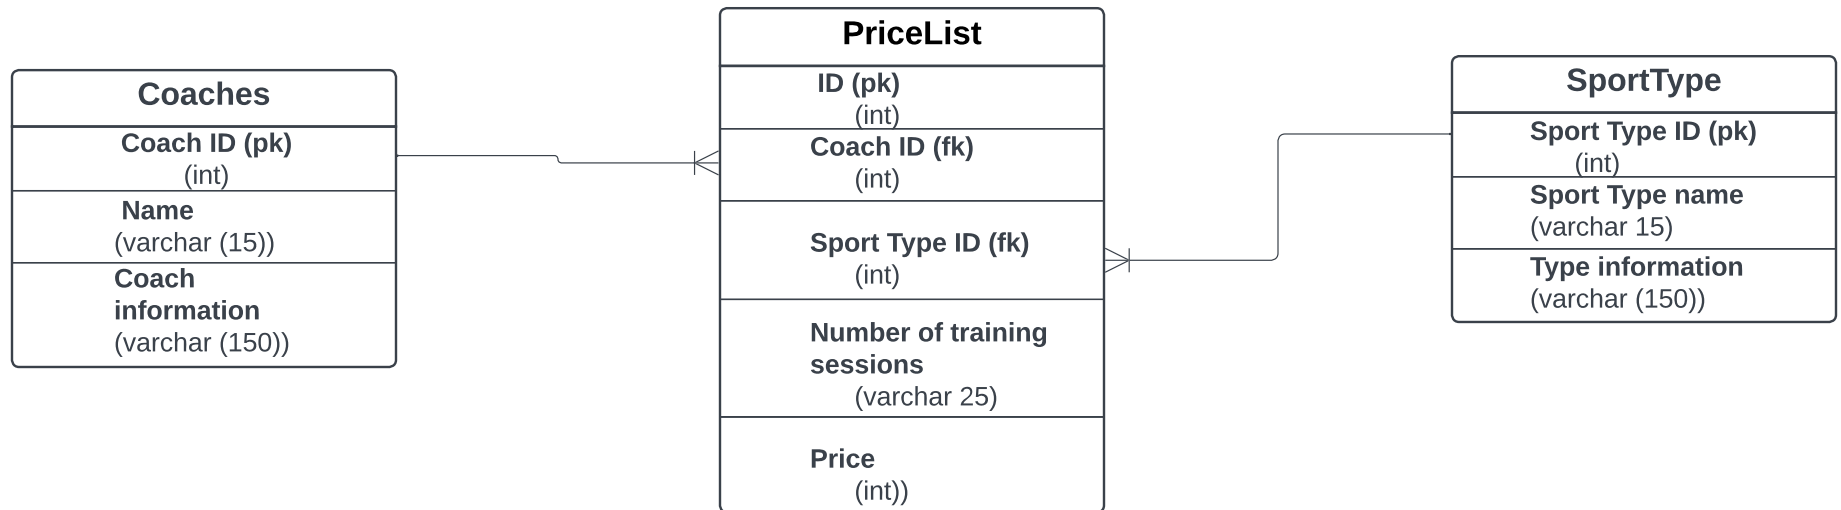 Coaches
Coach ID (pk)
(int)
Name
(varchar (15))
Coach
information
(varchar (150))
PriceList
ID (pk)
(int)
Coach ID (fk)
(int)
Sport Type ID (fk)
(int)
Number of training
sessions
(varchar 25)
Price
(int))
SportType
Sport Type ID (pk)
(int)
Sport Type name
(varchar 15)
Type information
(varchar (150))